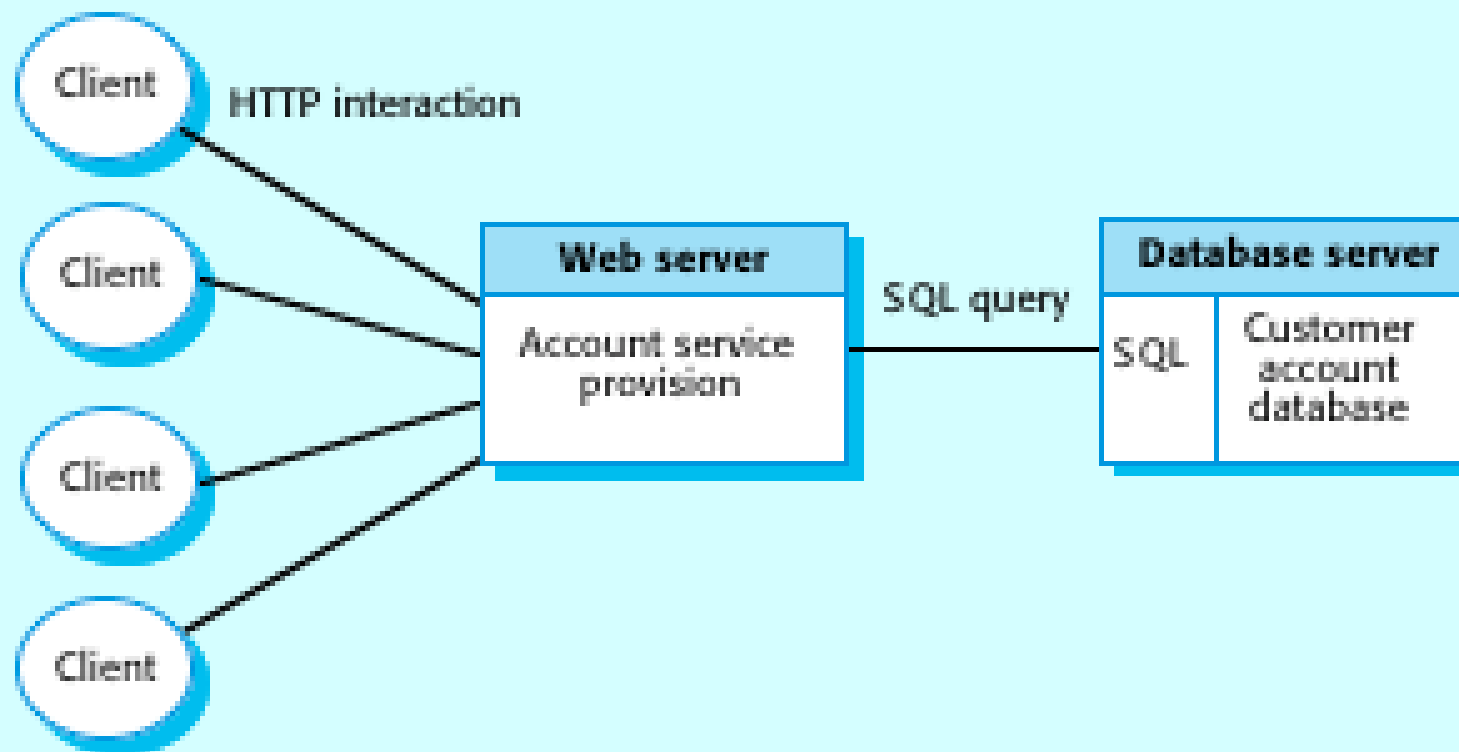 Client
HTTP interaction
Client
Client
Client
Web server
Account service
provision
SQL query
Database server
SQL
Customer
account
database